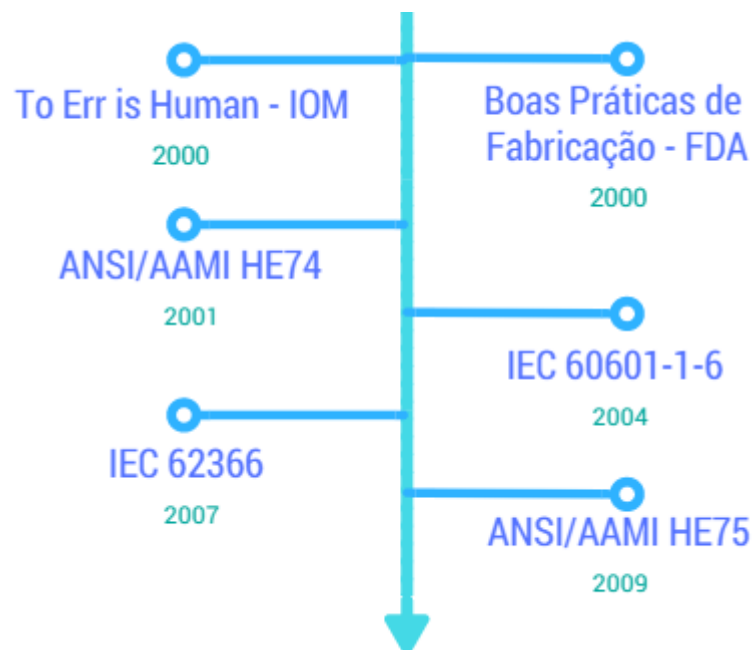 To Err is Human - IOM
2000
Boas Práticas de
Fabricação - FDA
2000
ANSI/AAMI HE74
2001
IEC 60601-1-6
2004
IEC 62366
2007
ANSI/AAMI HE75
2009